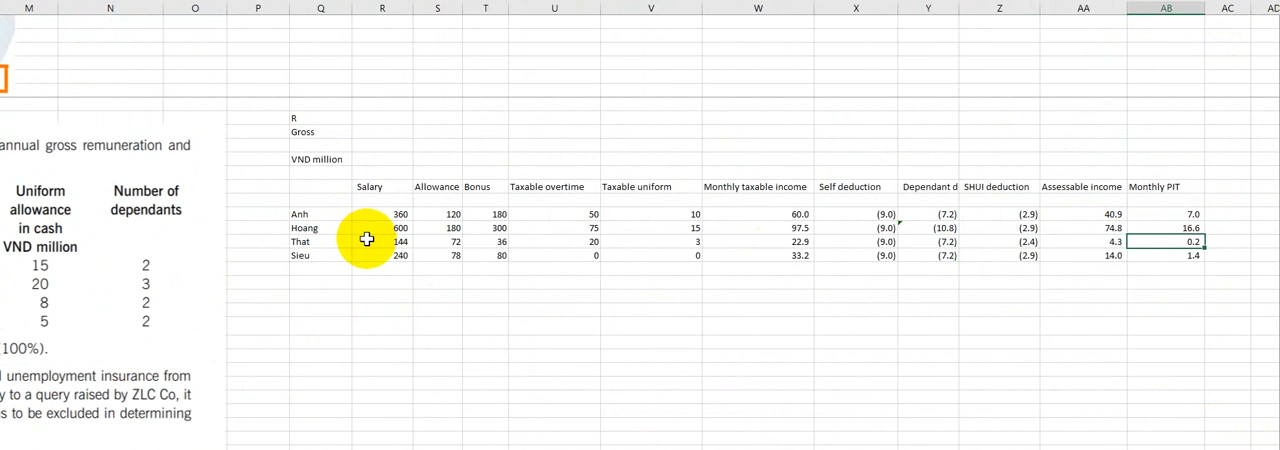 M N O P Q R S T U V W X Y Z AA AB AC AD
annual gross remuneration and
Uniform Number of
allowance dependants
in cash
VND million
15 2
20 3
8 2
5 2
(100%).
unemployment insurance from
y to a query raised by ZLC Co, it
s to be excluded in determining
R
Gross
VND million
Salary Allowance Bonus Taxable overtime Taxable uniform Monthly taxable income Self deduction Dependant d SHUI deduction Assessable income Monthly PIT
Anh 360 120 180 50 10 60.0 (9.0) (7.2) (2.9) 40.9 7.0
Hoang 600 180 300 75 15 97.5 (9.0) (10.8) (2.9) 74.8 16.6
That 144 72 36 20 3 22.9 (9.0) (7.2) (2.4) 4.3 0.2
Sieu 240 78 80 0 0 33.2 (9.0) (7.2) (2.9) 14.0 1.4